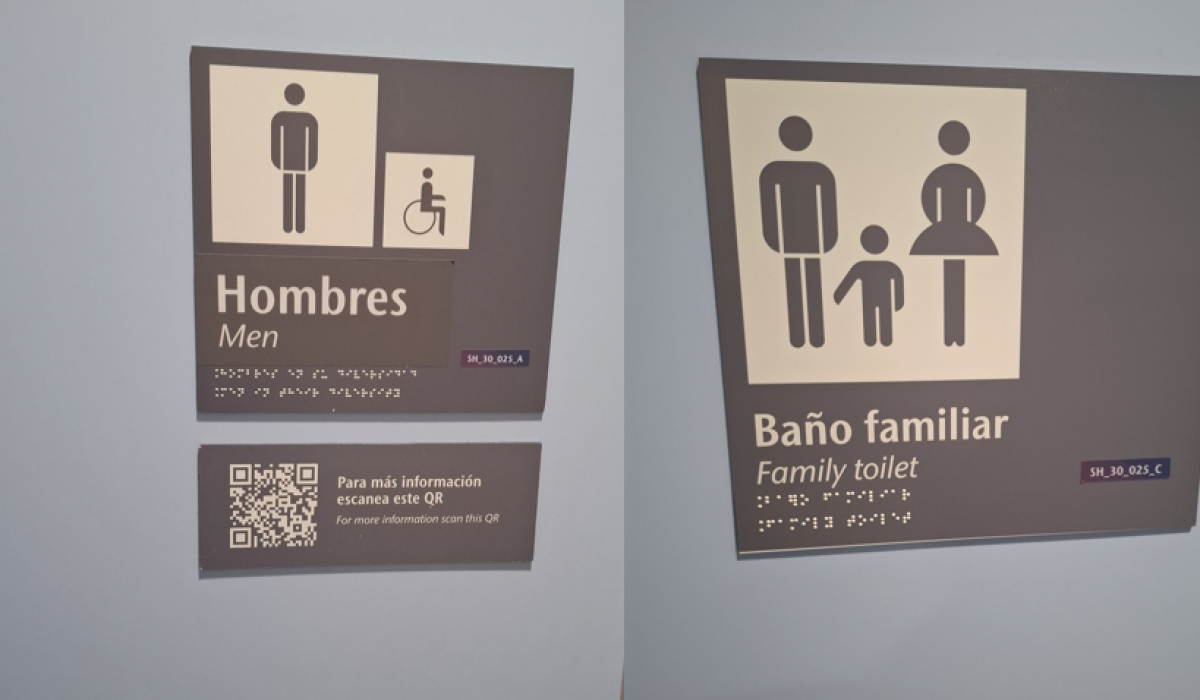 Hombres
Men
SH_30_025_A
⠨⠓⠕⠍⠃⠗⠑⠎ ⠑⠝ ⠎⠥ ⠙⠊⠧⠑⠗⠎⠊⠙⠁⠙
⠨⠍⠑⠝ ⠊⠝ ⠞⠓⠑⠊⠗ ⠙⠊⠧⠑⠗⠎⠊⠞⠽
Para más información
escanea este QR
For more information scan this QR
Baño familiar
Family toilet
SH_30_025_C
⠨⠃⠁⠻⠕ ⠋⠁⠍⠊⠇⠊⠁⠗
⠨⠋⠁⠍⠊⠇⠽ ⠞⠕⠊⠇⠑⠞